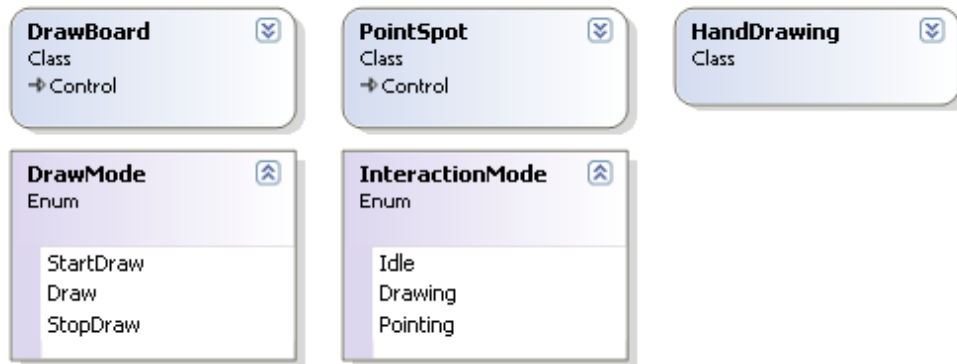 DrawBoard
Class
Control
PointSpot
Class
Control
HandDrawing
Class
DrawMode
Enum
StartDraw
Draw
StopDraw
InteractionMode
Enum
Idle
Drawing
Pointing